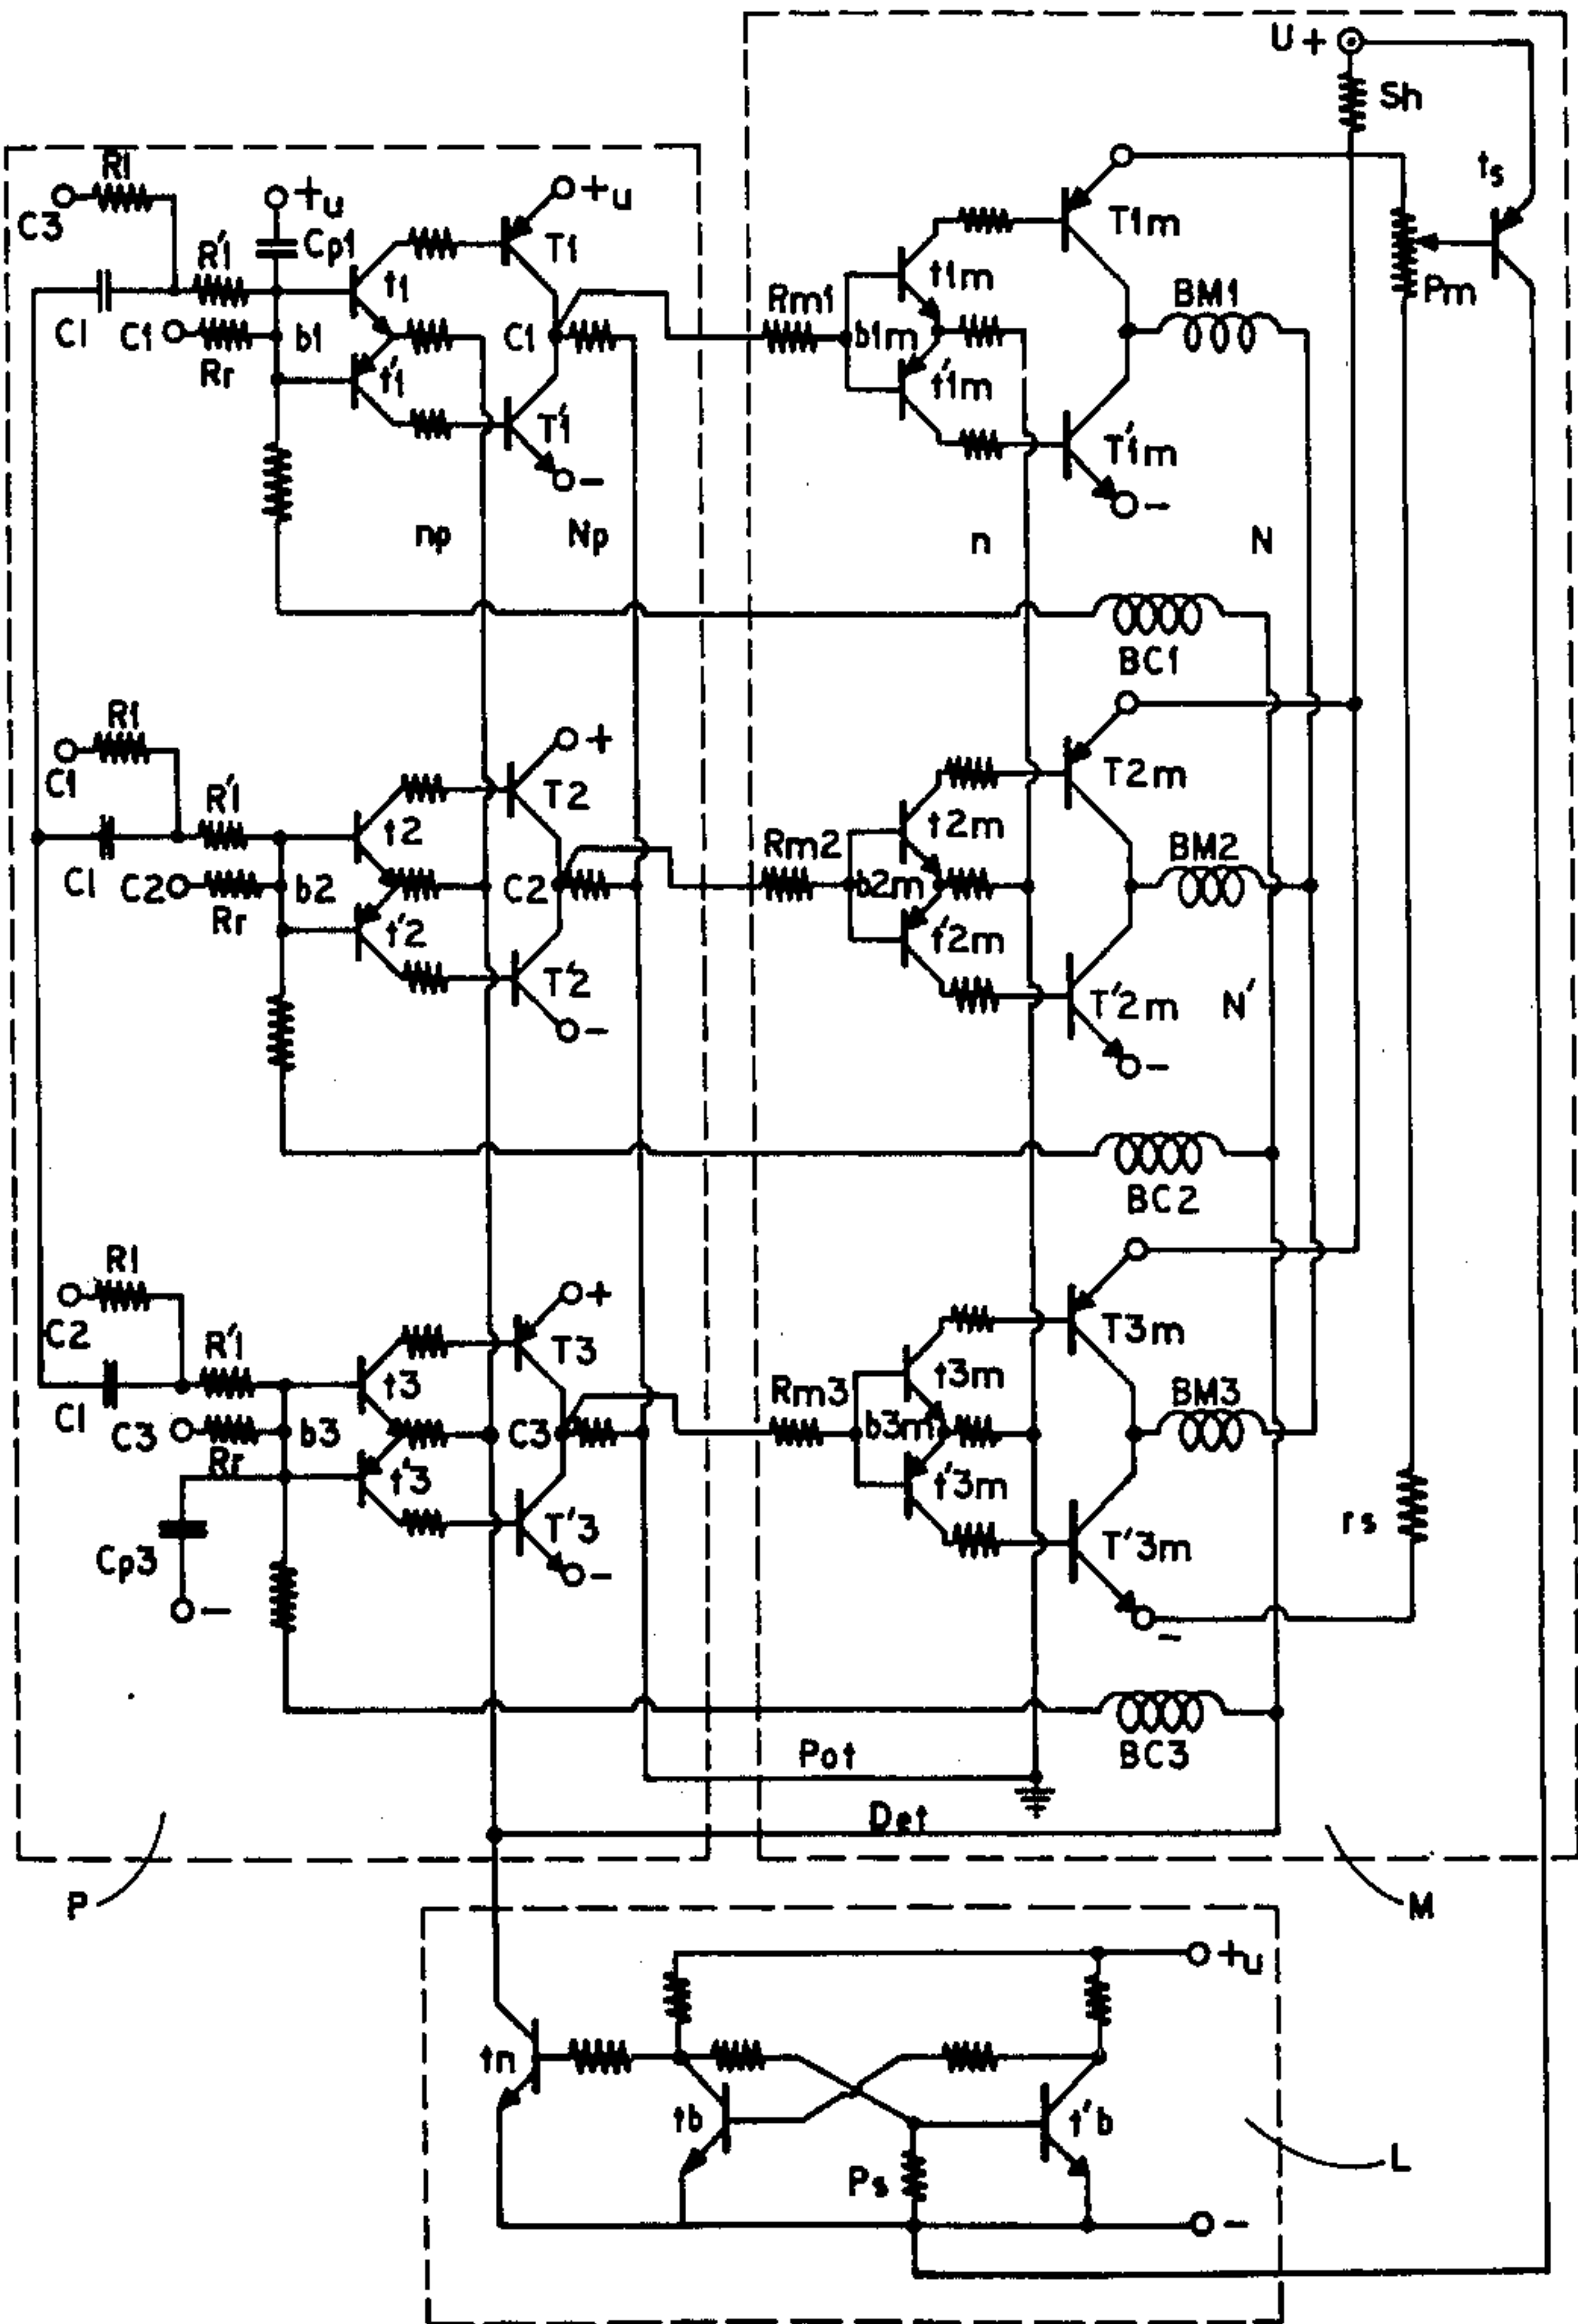 U +
Sh
ts
R1
C3
+u
+u
T1
T1m
R'1
Cp1
t1
t1m
Pm
BM1
Rm1
C1
C1
b1
C1
b1m
Rr
t'1
t'1m
T'1
T'1m
-
-
np
Np
n
N
BC1
R1
+
C1
T2
T2m
R'1
t2
t2m
Rm2
BM2
C1
C2
b2
C2
b2m
Rr
t'2
t'2m
T'2
T'2m
N'
-
-
BC2
R1
+
C2
T3
T3m
R'1
t3
t3m
Rm3
BM3
C1
C3
b3
C3
b3m
Rr
t'3
t'3m
T'3
T'3m
rs
Cp3
-
-
-
Pot
BC3
Det
P
M
+u
tn
tb
t'b
L
Ps
-